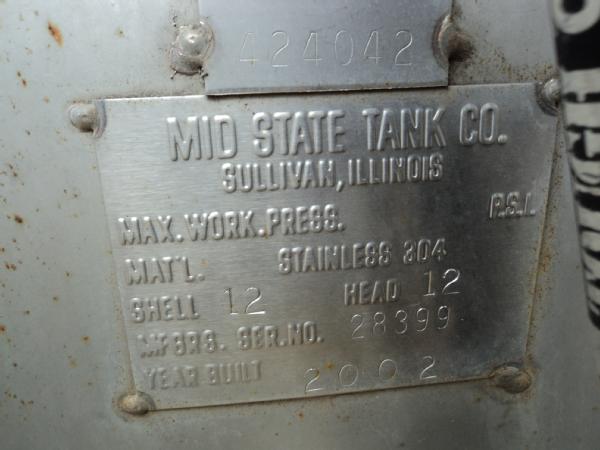 424042
MID STATE TANK CO.
SULLIVAN, ILLINOIS
MAX. WORK. PRESS. P.S.I.
MAT'L. STAINLESS 304
SHELL 12 HEAD 12
MFGRS. SER. NO. 28399
YEAR BUILT 2002